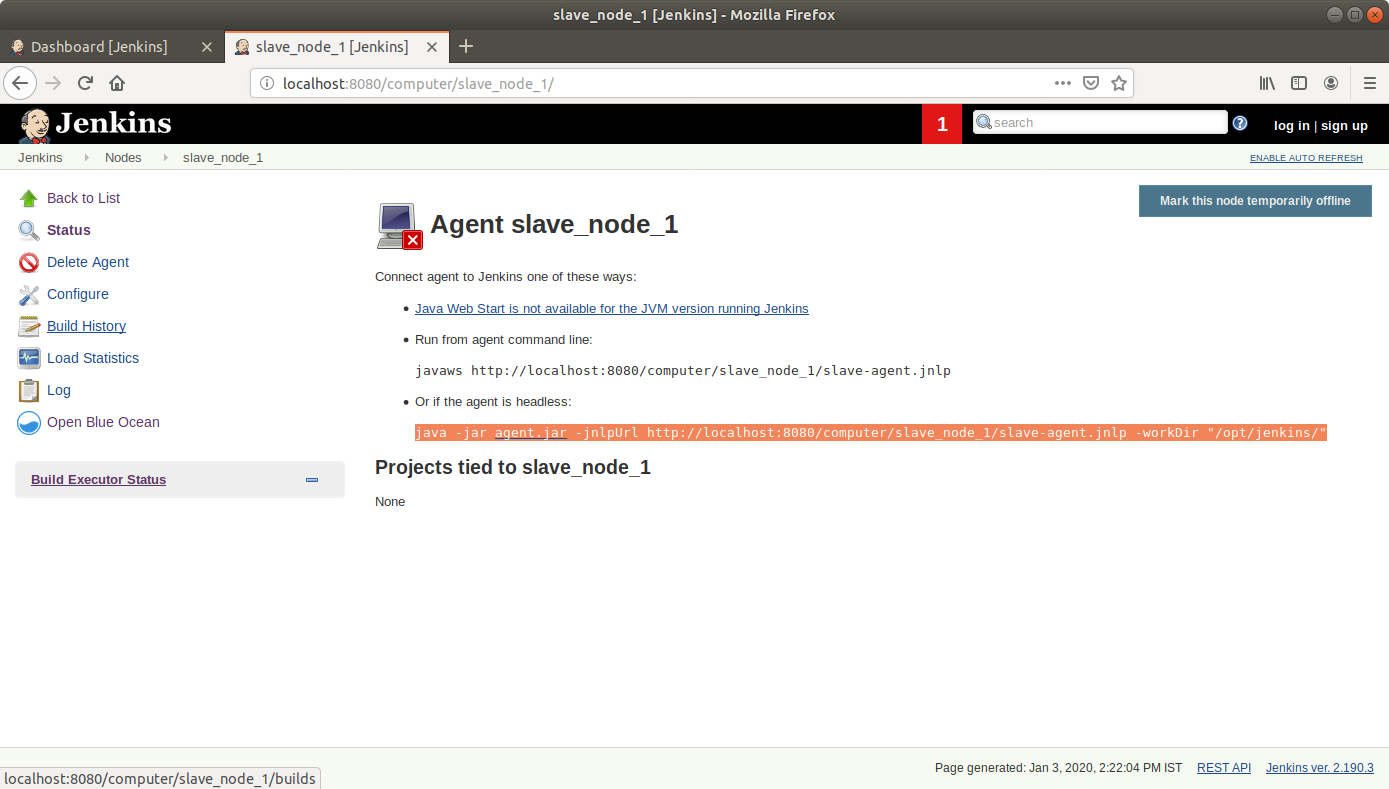 slave_node_1 [Jenkins] - Mozilla Firefox
Dashboard [Jenkins]
slave_node_1 [Jenkins]
localhost:8080/computer/slave_node_1/
Jenkins
1
search
log in | sign up
Jenkins
Nodes
slave_node_1
ENABLE AUTO REFRESH
Back to List
Status
Delete Agent
Configure
Build History
Load Statistics
Log
Open Blue Ocean
Build Executor Status
Mark this node temporarily offline
Agent slave_node_1
Connect agent to Jenkins one of these ways:
Java Web Start is not available for the JVM version running Jenkins
Run from agent command line:
javaws http://localhost:8080/computer/slave_node_1/slave-agent.jnlp
Or if the agent is headless:
java -jar agent.jar -jnlpUrl http://localhost:8080/computer/slave_node_1/slave-agent.jnlp -workDir "/opt/jenkins/"
Projects tied to slave_node_1
None
Page generated: Jan 3, 2020, 2:22:04 PM IST
REST API
Jenkins ver. 2.190.3
localhost:8080/computer/slave_node_1/builds